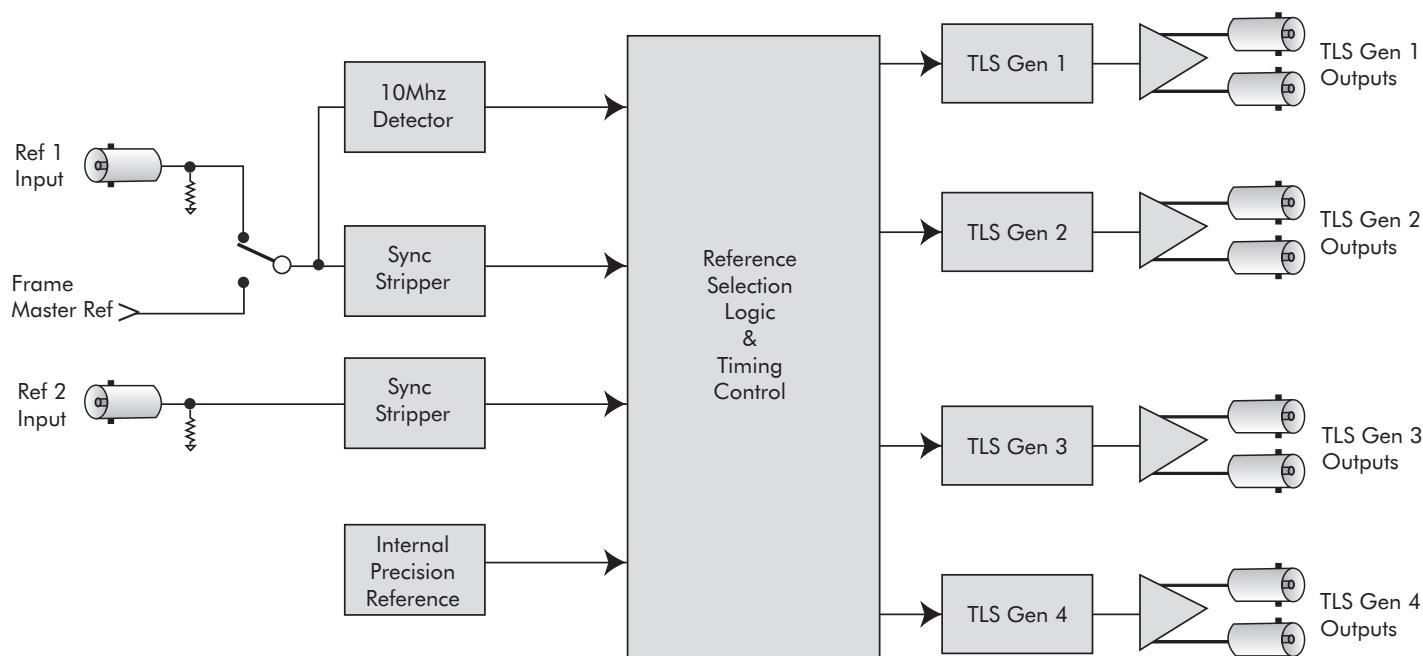 Ref 1
Input
Frame
Master Ref
Ref 2
Input
10Mhz
Detector
Sync
Stripper
Sync
Stripper
Internal
Precision
Reference
Reference
Selection
Logic
&
Timing
Control
TLS Gen 1
TLS Gen 1
Outputs
TLS Gen 2
TLS Gen 2
Outputs
TLS Gen 3
TLS Gen 3
Outputs
TLS Gen 4
TLS Gen 4
Outputs